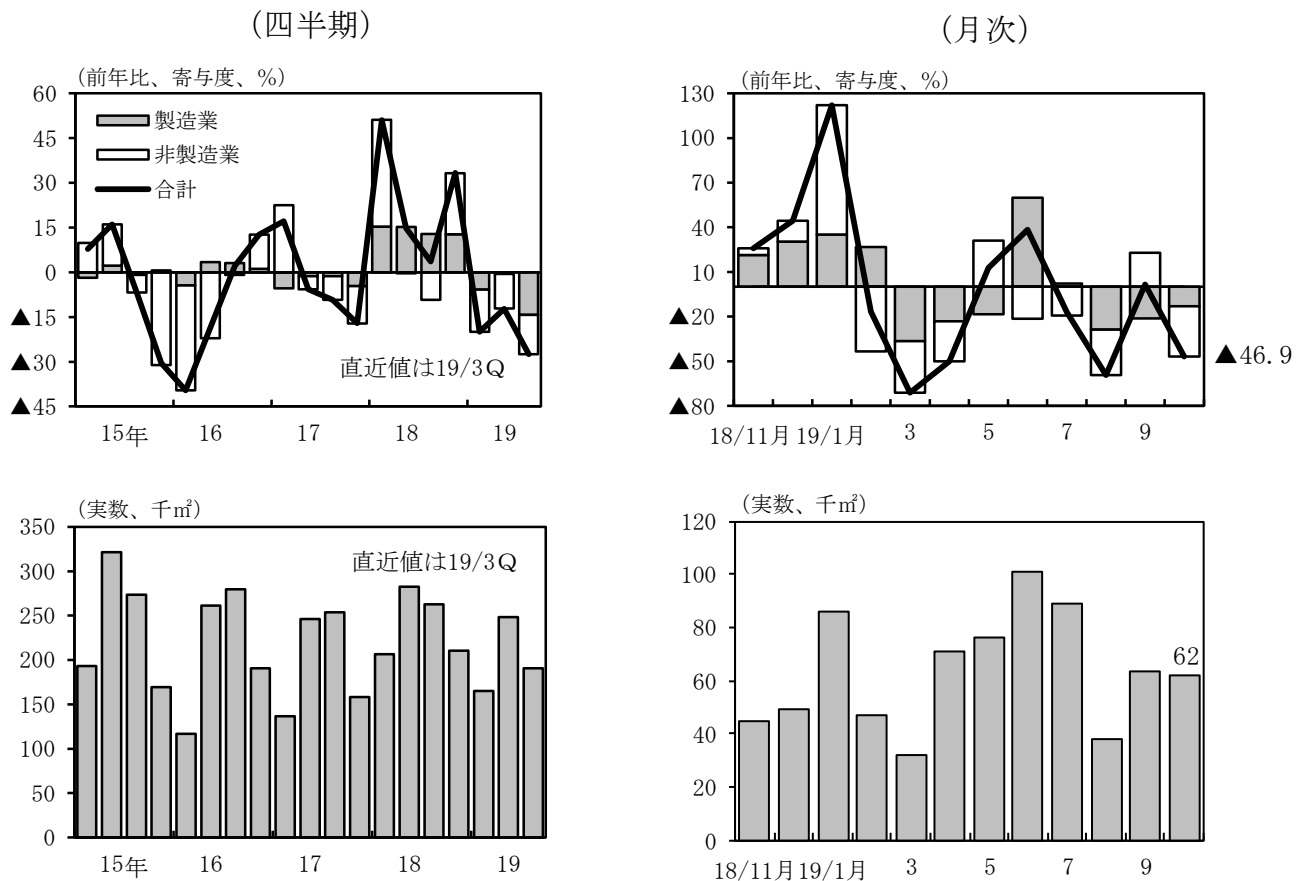 (四半期)
(前年比、寄与度、%)
60
45
30
15
0
▲15
▲30
▲45
製造業
非製造業
合計
直近値は19/3Q
15年 16 17 18 19
(月次)
(前年比、寄与度、%)
130
100
70
40
10
▲20
▲50
▲80
▲46.9
18/11月 19/1月 3 5 7 9
(実数、千㎡)
350
300
250
200
150
100
50
0
直近値は19/3Q
15年 16 17 18 19
(実数、千㎡)
120
100
80
60
40
20
0
62
18/11月 19/1月 3 5 7 9